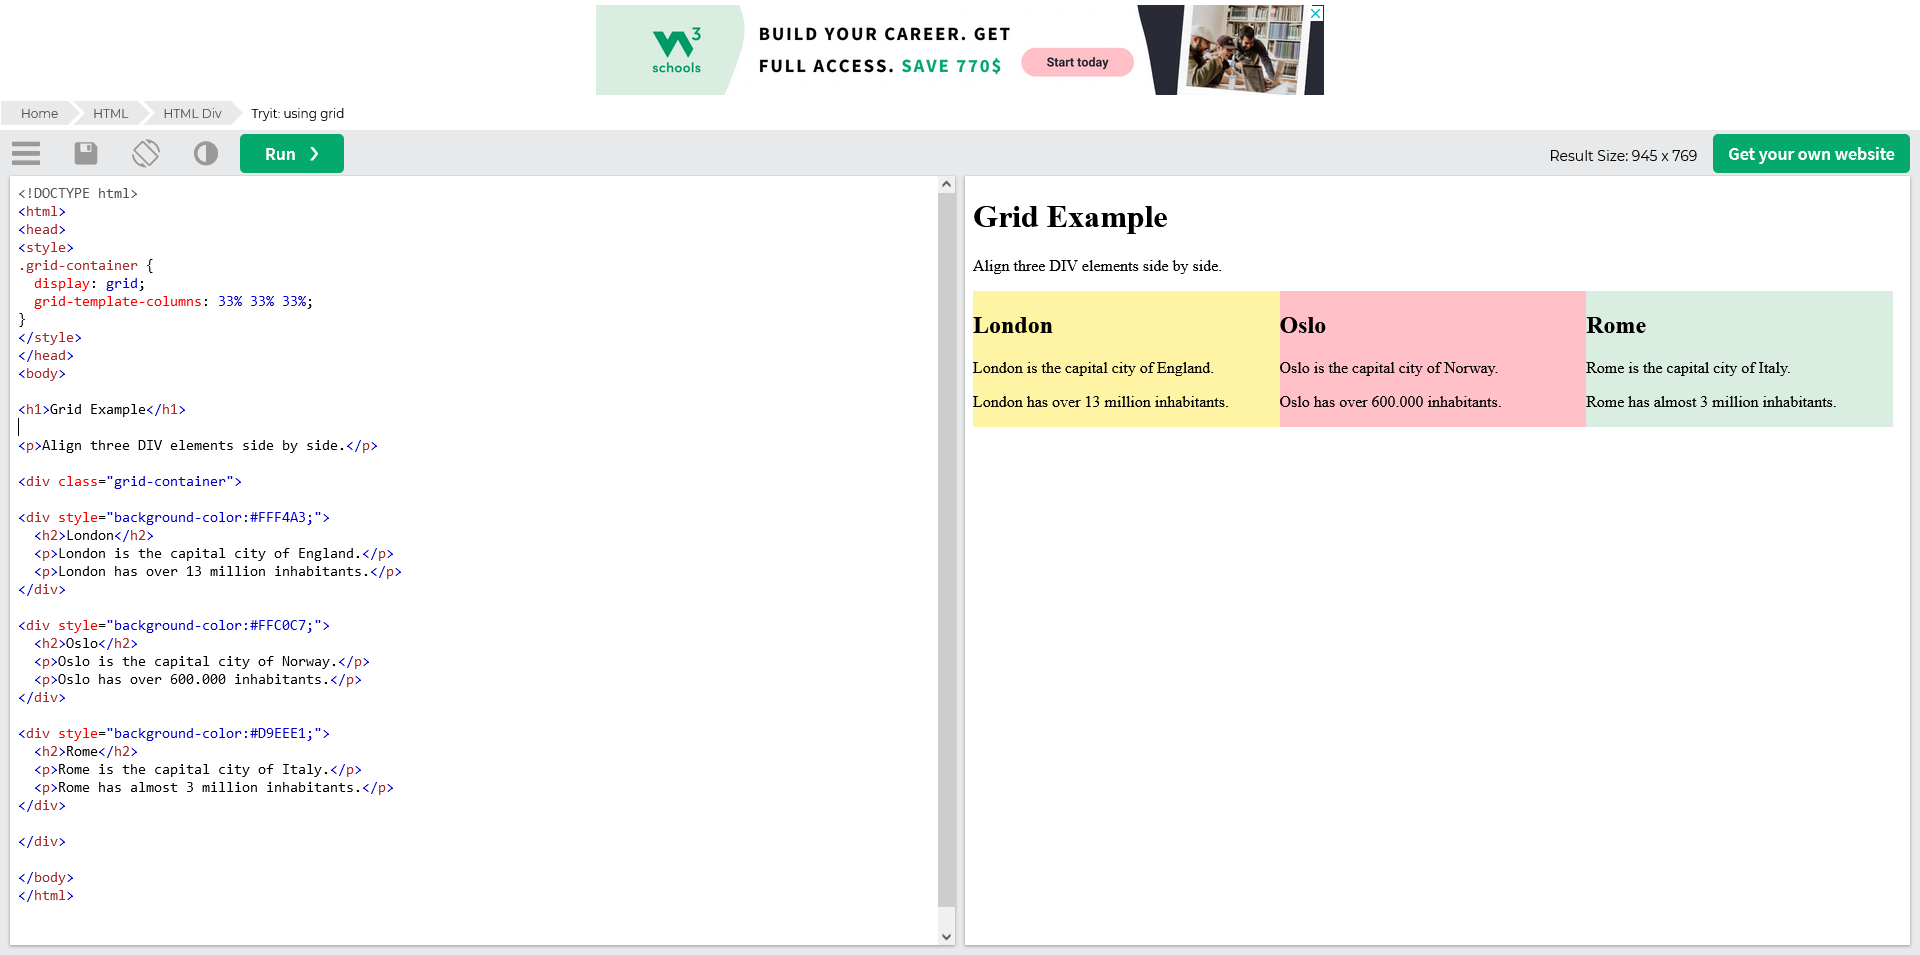 3
schools
BUILD YOUR CAREER. GET
FULL ACCESS. SAVE 770$
Start today
Home
HTML
HTML Div
Tryit: using grid
Run ❯
Result Size: 945 x 769
Get your own website
<!DOCTYPE html>
<html>
<head>
<style>
.grid-container {
  display: grid;
  grid-template-columns: 33% 33% 33%;
}
</style>
</head>
<body>
<h1>Grid Example</h1>
<p>Align three DIV elements side by side.</p>
<div class="grid-container">
<div style="background-color:#FFF4A3;">
  <h2>London</h2>
  <p>London is the capital city of England.</p>
  <p>London has over 13 million inhabitants.</p>
</div>
<div style="background-color:#FFC0C7;">
  <h2>Oslo</h2>
  <p>Oslo is the capital city of Norway.</p>
  <p>Oslo has over 600.000 inhabitants.</p>
</div>
<div style="background-color:#D9EEE1;">
  <h2>Rome</h2>
  <p>Rome is the capital city of Italy.</p>
  <p>Rome has almost 3 million inhabitants.</p>
</div>
</div>
</body>
</html>
Grid Example
Align three DIV elements side by side.
London
London is the capital city of England.
London has over 13 million inhabitants.
Oslo
Oslo is the capital city of Norway.
Oslo has over 600.000 inhabitants.
Rome
Rome is the capital city of Italy.
Rome has almost 3 million inhabitants.